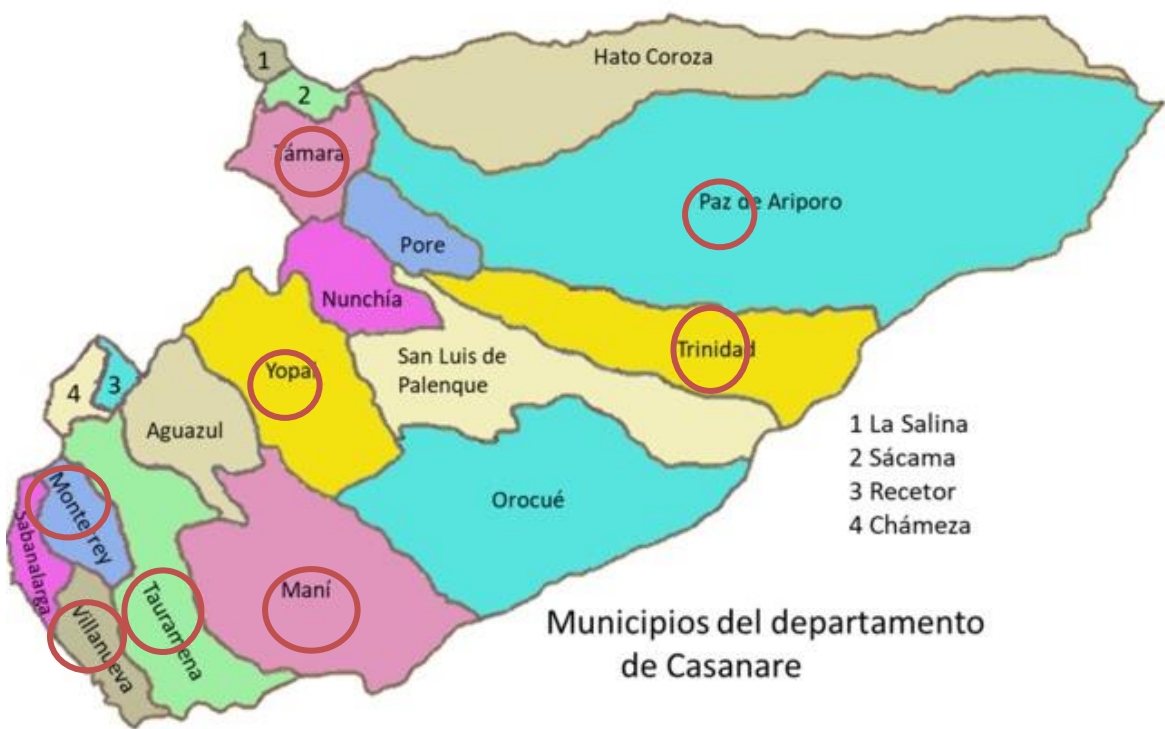 Hato Coroza
1
2
Támara
Paz de Ariporo
Pore
Nunchía
Trinidad
San Luis de
Palenque
Yopal
3
4
Aguazul
Orocué
Monterrey
Sabanalarga
Maní
Tauramena
Villanueva
1 La Salina
2 Sácama
3 Recetor
4 Chámeza
Municipios del departamento
de Casanare